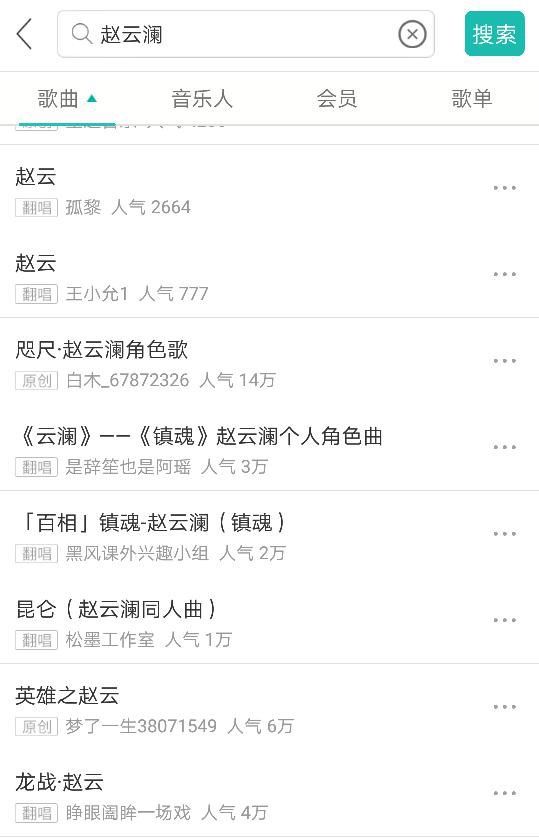 赵云澜 搜索
歌曲 音乐人 会员 歌单
赵云
翻唱 孤黎 人气 2664
赵云
翻唱 王小允1 人气 777
咫尺·赵云澜角色歌
原创 白木_67872326 人气 14万
《云澜》——《镇魂》赵云澜个人角色曲
翻唱 是辞笙也是阿瑶 人气 3万
「百相」镇魂-赵云澜（镇魂）
翻唱 黑风课外兴趣小组 人气 2万
昆仑（赵云澜同人曲）
翻唱 松墨工作室 人气 1万
英雄之赵云
原创 梦了一生38071549 人气 6万
龙战·赵云
翻唱 睁眼阖眸一场戏 人气 4万